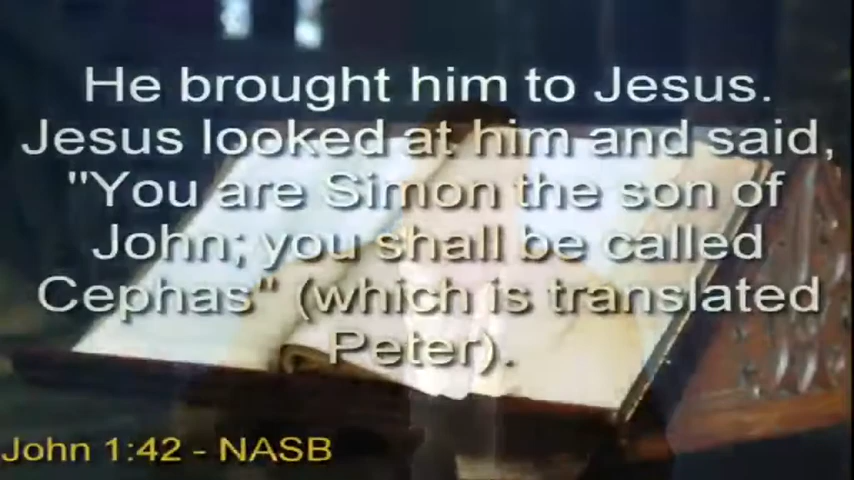 He brought him to Jesus.
Jesus looked at him and said,
"You are Simon the son of
John; you shall be called
Cephas" (which is translated
Peter).
John 1:42 - NASB